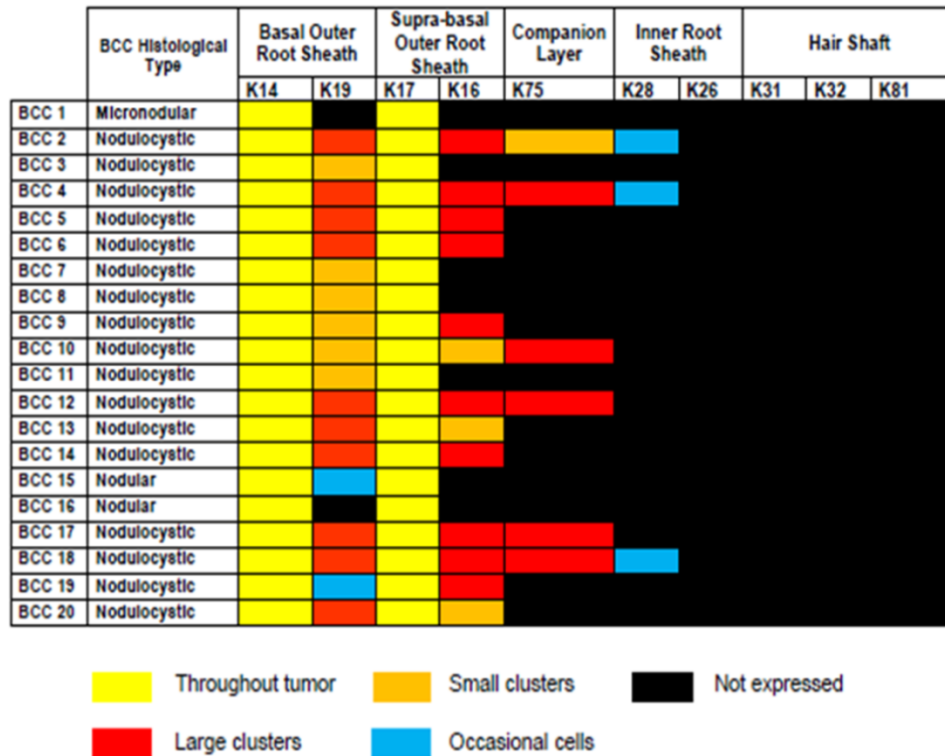 BCC Histological Type Basal Outer Root Sheath Supra-basal Outer Root Sheath Companion Layer Inner Root Sheath Hair Shaft
K14 K19 K17 K16 K75 K28 K26 K31 K32 K81
BCC 1 Micronodular
BCC 2 Nodulocystic
BCC 3 Nodulocystic
BCC 4 Nodulocystic
BCC 5 Nodulocystic
BCC 6 Nodulocystic
BCC 7 Nodulocystic
BCC 8 Nodulocystic
BCC 9 Nodulocystic
BCC 10 Nodulocystic
BCC 11 Nodulocystic
BCC 12 Nodulocystic
BCC 13 Nodulocystic
BCC 14 Nodulocystic
BCC 15 Nodular
BCC 16 Nodular
BCC 17 Nodulocystic
BCC 18 Nodulocystic
BCC 19 Nodulocystic
BCC 20 Nodulocystic
Throughout tumor Small clusters Not expressed
Large clusters Occasional cells